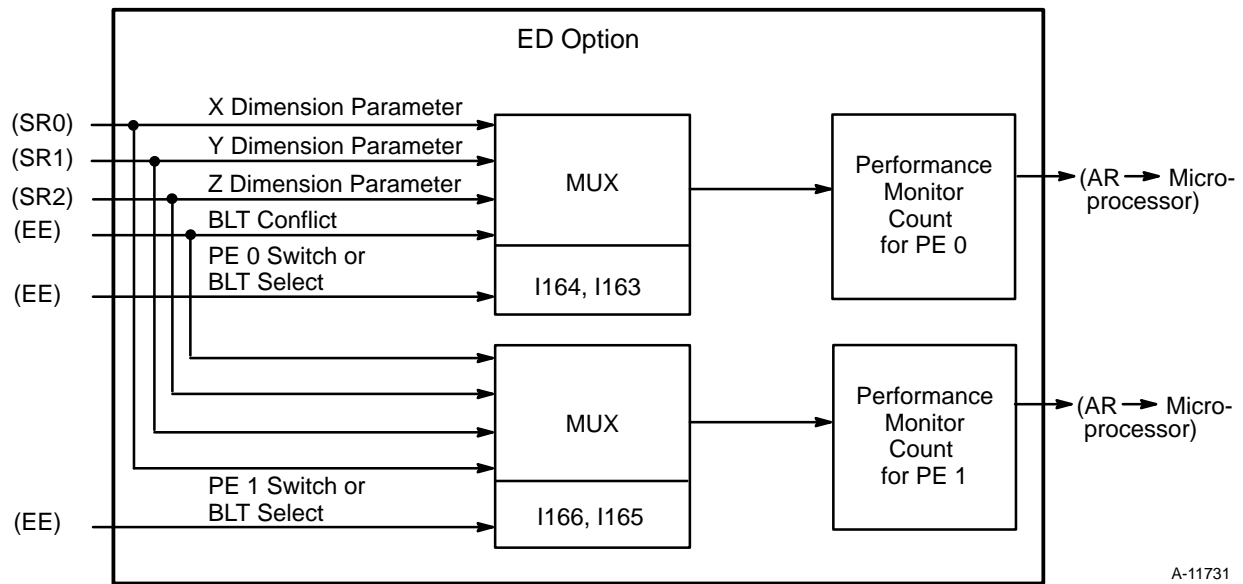 ED Option
(SR0)
X Dimension Parameter
(SR1)
Y Dimension Parameter
(SR2)
Z Dimension Parameter
(EE)
BLT Conflict
PE 0 Switch or
BLT Select
(EE)
MUX
I164, I163
Performance
Monitor
Count
for PE 0
(AR Micro-
processor)
MUX
I166, I165
PE 1 Switch or
BLT Select
(EE)
Performance
Monitor
Count
for PE 1
(AR Micro-
processor)
A-11731